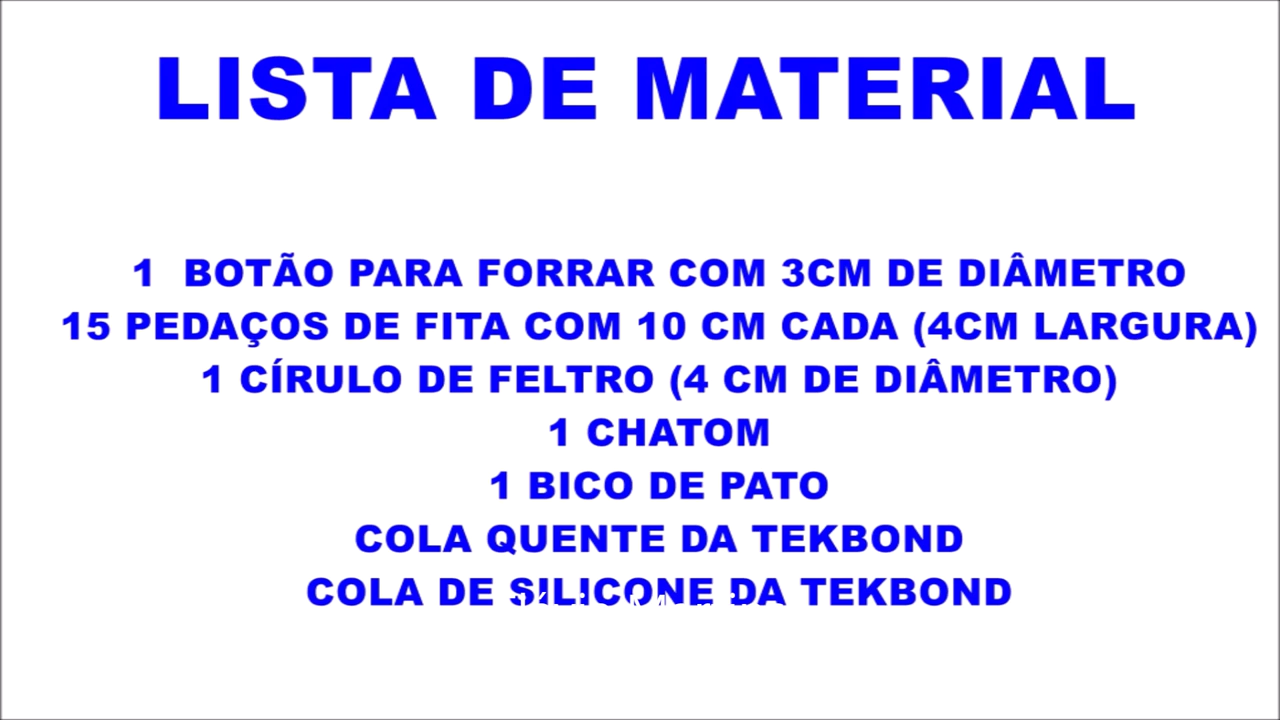 LISTA DE MATERIAL
1 BOTÃO PARA FORRAR COM 3CM DE DIÂMETRO
15 PEDAÇOS DE FITA COM 10 CM CADA (4CM LARGURA)
1 CÍRULO DE FELTRO (4 CM DE DIÂMETRO)
1 CHATOM
1 BICO DE PATO
COLA QUENTE DA TEKBOND
COLA DE SILICONE DA TEKBOND